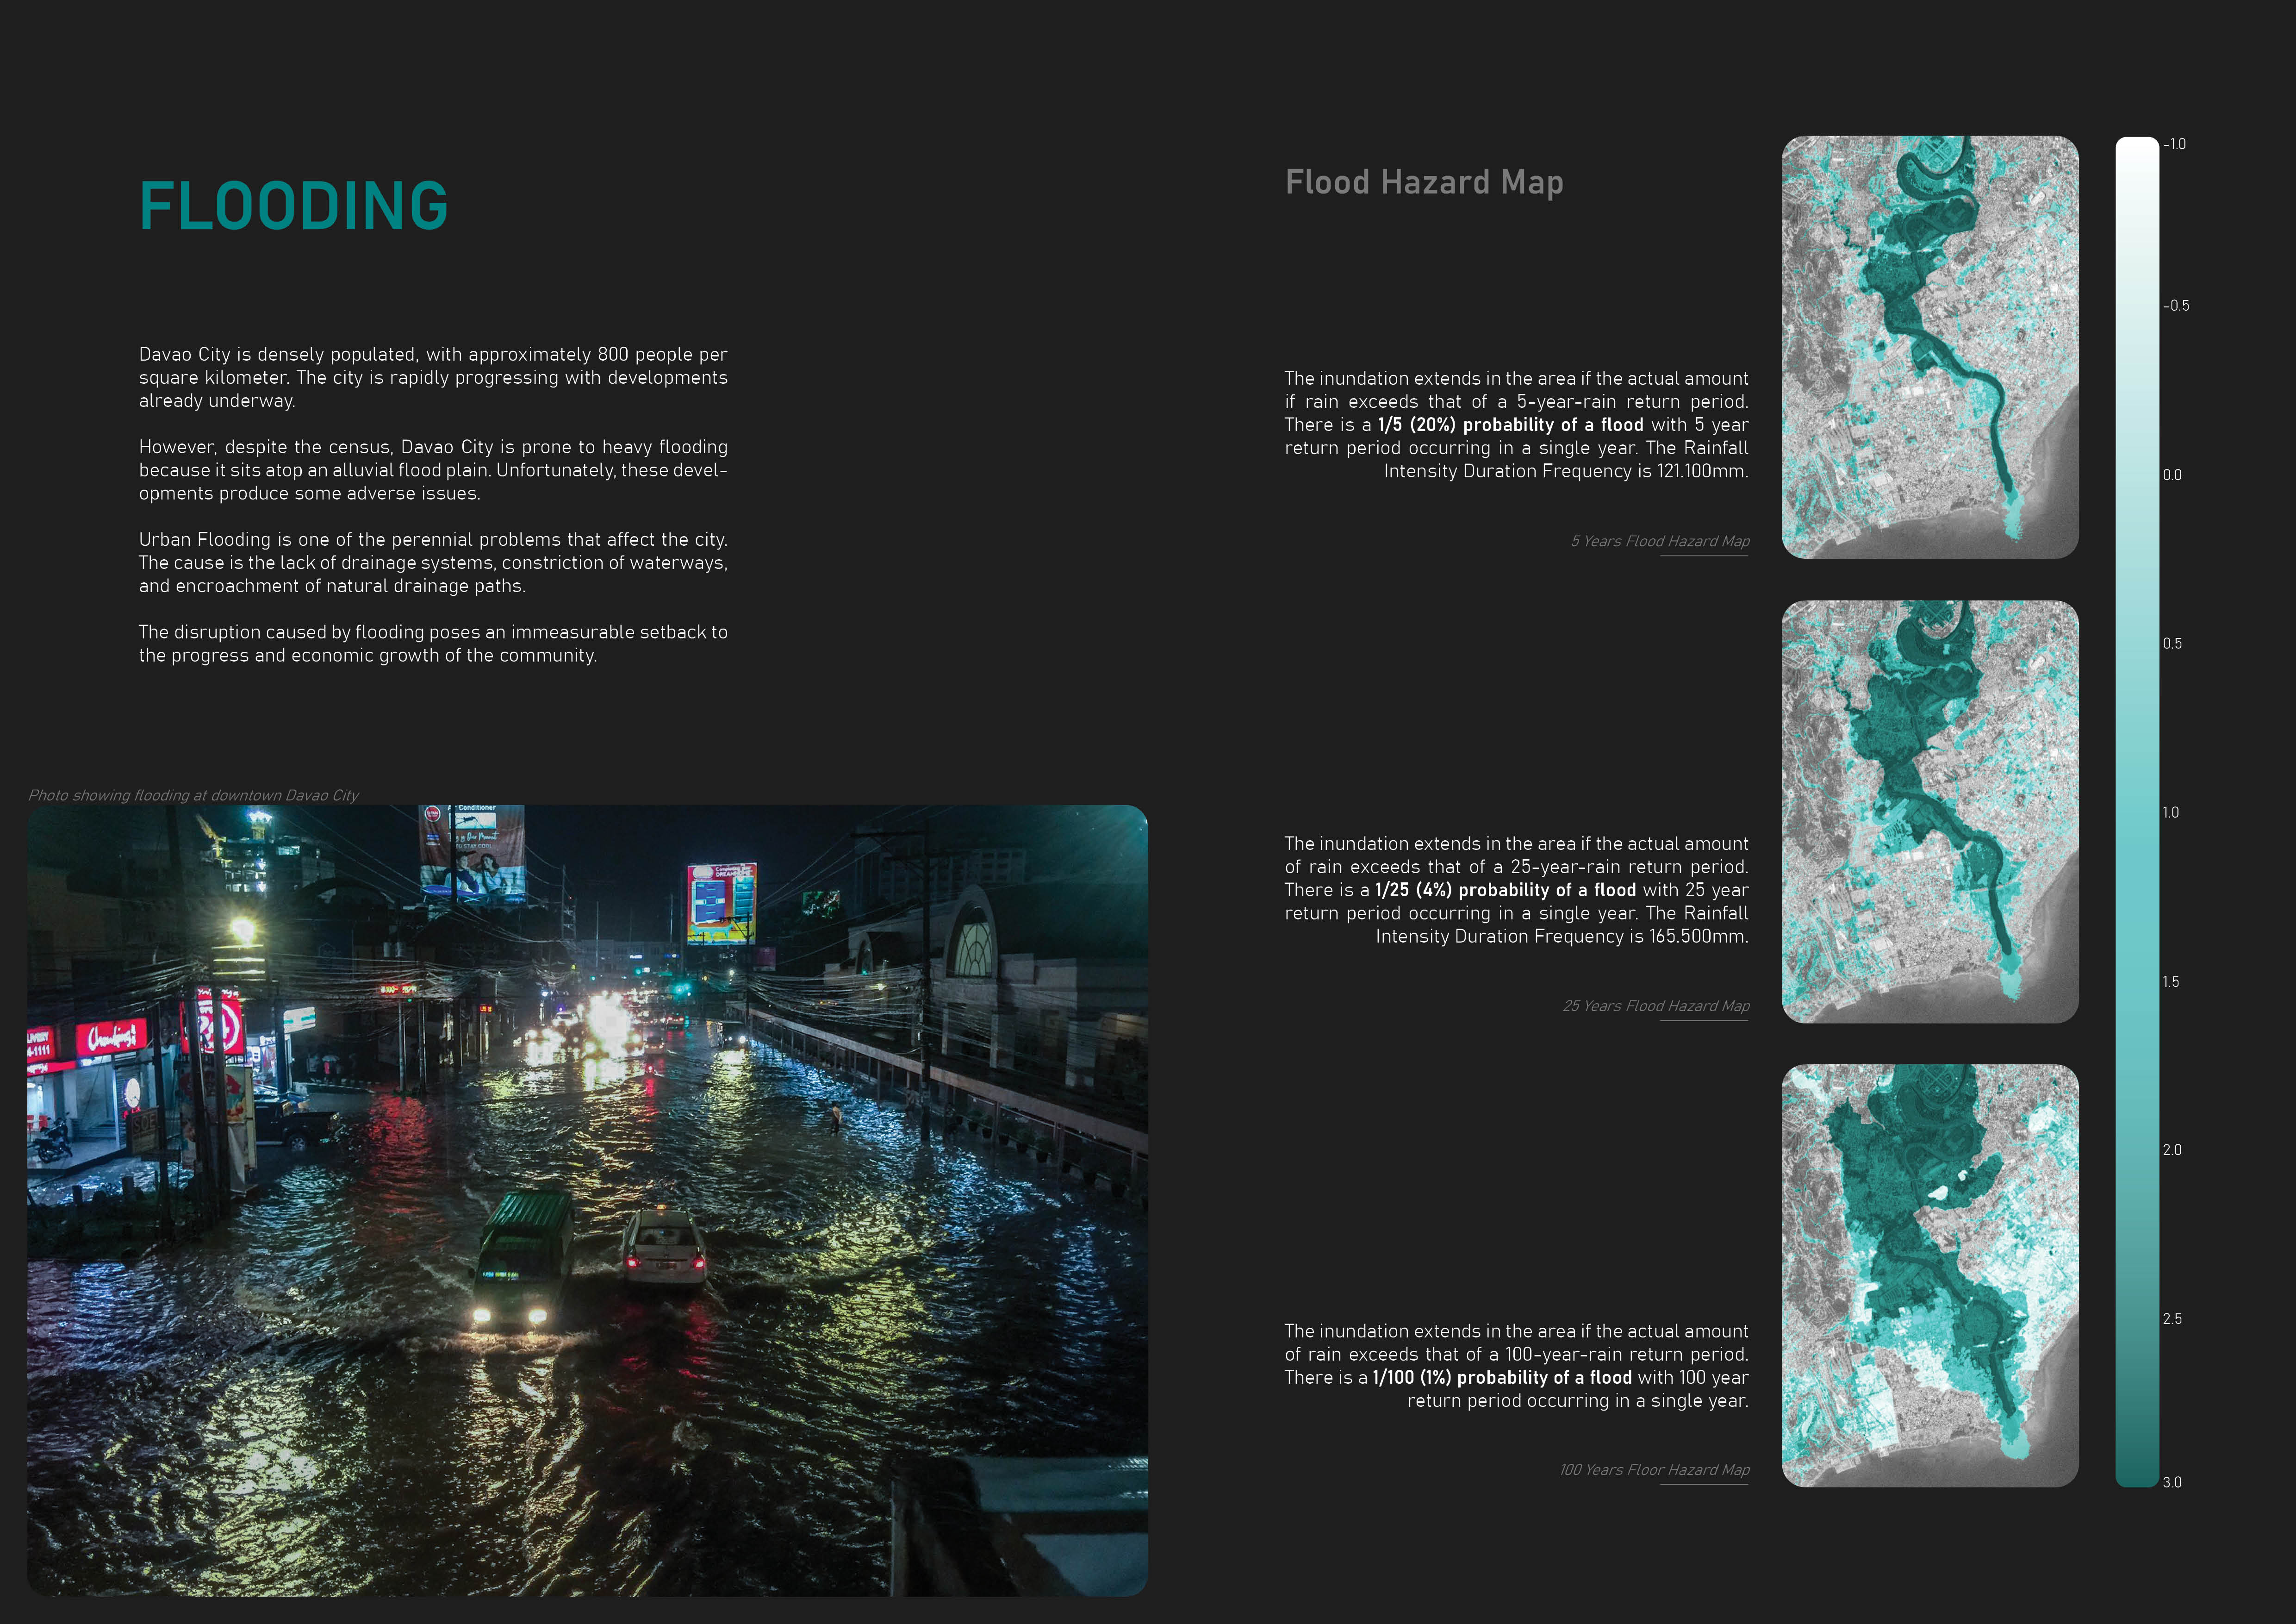 FLOODING
Davao City is densely populated, with approximately 800 people per
square kilometer. The city is rapidly progressing with developments
already underway.
However, despite the census, Davao City is prone to heavy flooding
because it sits atop an alluvial flood plain. Unfortunately, these devel-
opments produce some adverse issues.
Urban Flooding is one of the perennial problems that affect the city.
The cause is the lack of drainage systems, constriction of waterways,
and encroachment of natural drainage paths.
The disruption caused by flooding poses an immeasurable setback to
the progress and economic growth of the community.
Photo showing flooding at downtown Davao City
Conditioner
TO STAY COOL
DREAMHOME
Chowking
24
Flood Hazard Map
The inundation extends in the area if the actual amount
if rain exceeds that of a 5-year-rain return period.
There is a 1/5 (20%) probability of a flood with 5 year
return period occurring in a single year. The Rainfall
Intensity Duration Frequency is 121.100mm.
5 Years Flood Hazard Map
The inundation extends in the area if the actual amount
of rain exceeds that of a 25-year-rain return period.
There is a 1/25 (4%) probability of a flood with 25 year
return period occurring in a single year. The Rainfall
Intensity Duration Frequency is 165.500mm.
25 Years Flood Hazard Map
The inundation extends in the area if the actual amount
of rain exceeds that of a 100-year-rain return period.
There is a 1/100 (1%) probability of a flood with 100 year
return period occurring in a single year.
100 Years Floor Hazard Map
-1.0
-0.5
0.0
0.5
1.0
1.5
2.0
2.5
3.0